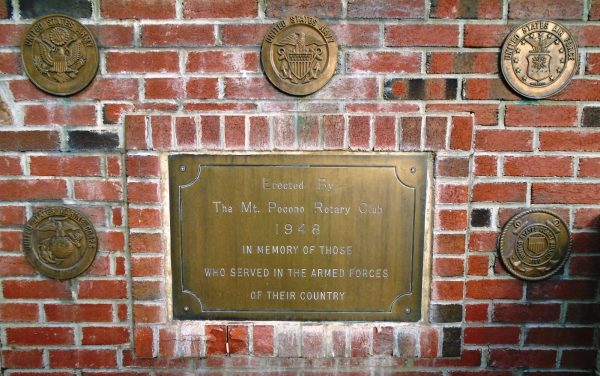 UNITED STATES ARMY
UNITED STATES NAVY
UNITED STATES AIR FORCE
Erected By
The Mt. Pocono Rotary Club
1948
IN MEMORY OF THOSE
WHO SERVED IN THE ARMED FORCES
OF THEIR COUNTRY